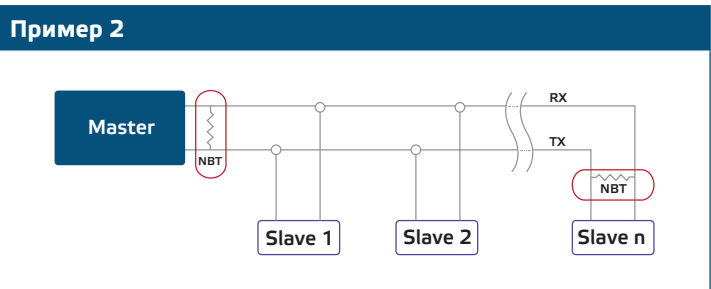 Пример 2
Master
NBT
RX
TX
NBT
Slave 1
Slave 2
Slave n